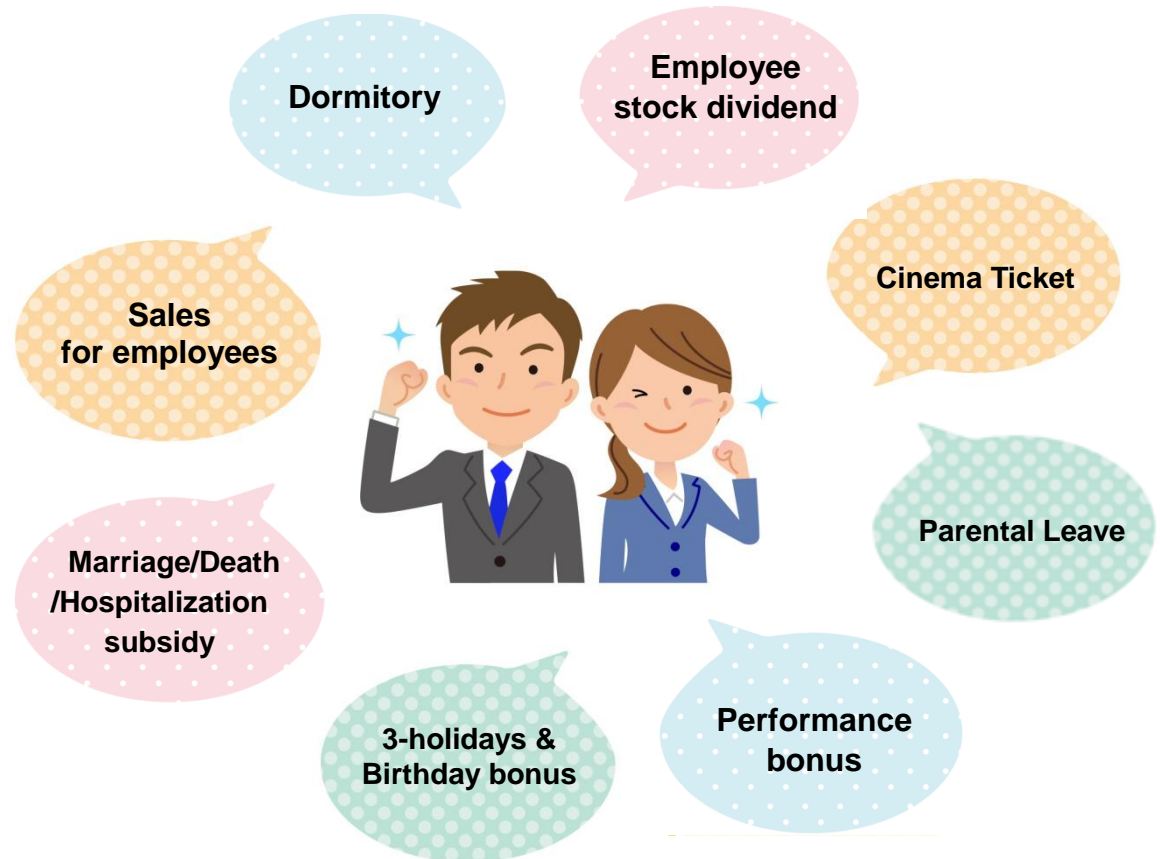 Dormitory
Employee
stock dividend
Cinema Ticket
Sales
for employees
Parental Leave
Marriage/Death
/Hospitalization
subsidy
Performance
bonus
3-holidays &
Birthday bonus